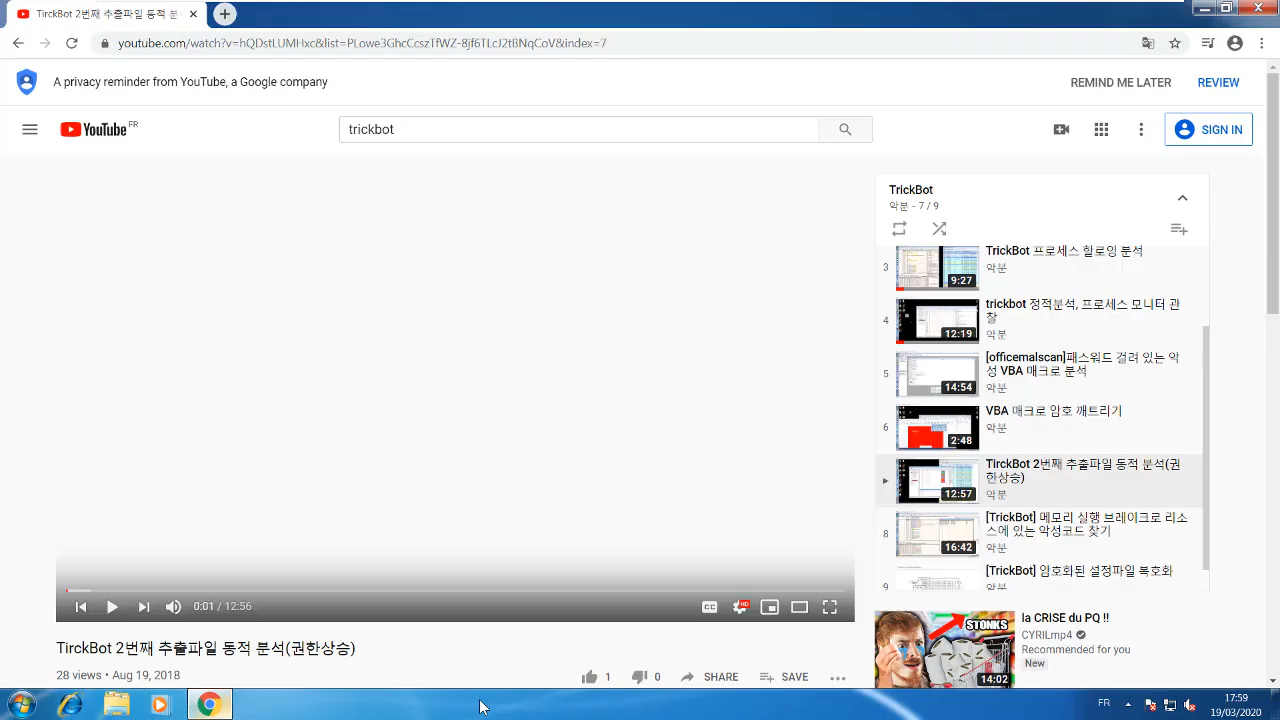 TirckBot 2번째 추출파일 동적 분
youtube.com/watch?v=hQDstLUMHxc&list=PLowe3GhcCcszTfWZ-8jf6TLcJ3tI1NoCoV&index=7
A privacy reminder from YouTube, a Google company
REMIND ME LATER
REVIEW
YouTube FR
trickbot
SIGN IN
TrickBot
악분 - 7 / 9
3
9:27
TrickBot 프로세스 할로잉 분석
악분
4
12:19
trickbot 정적분석, 프로세스 모니터 관
찰
악분
5
14:54
[officemalscan]패스워드 걸려 있는 악
성 VBA 매크로 분석
악분
6
2:48
VBA 매크로 암호 깨트리기
악분
12:57
TirckBot 2번째 추출파일 동적 분석(권
한상승)
악분
8
16:42
[TrickBot] 메모리 실행 브레이크로 리소
스에 있는 악성코드 찾기
악분
9
[TrickBot] 암호화된 설정파일 복호화
0:01 / 12:56
CC
HD
TirckBot 2번째 추출파일 동적 분석(권한상승)
28 views • Aug 19, 2018
1
0
SHARE
SAVE
STONKS
14:02
la CRISE du PQ !!
CYRILmp4
Recommended for you
New
FR
17:59
19/03/2020